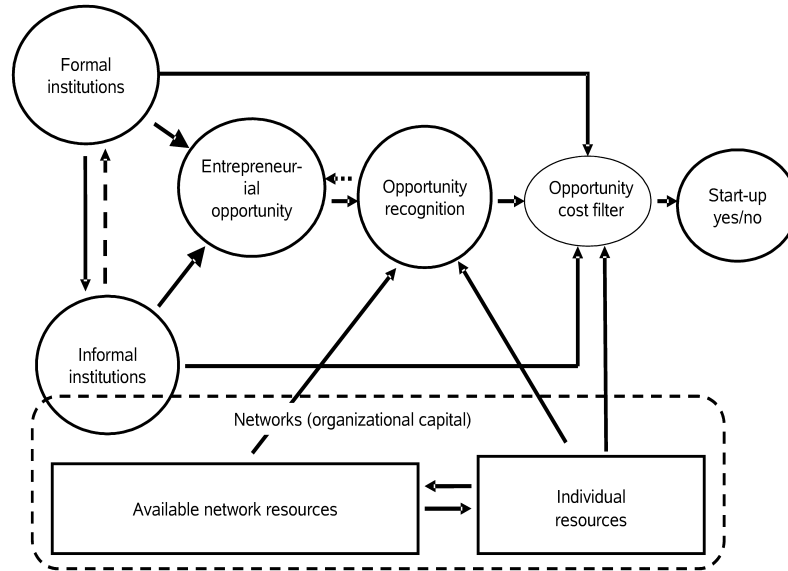 Formal
institutions
Entrepreneur-
ial
opportunity
Opportunity
recognition
Opportunity
cost filter
Start-up
yes/no
Informal
institutions
Networks (organizational capital)
Available network resources
Individual
resources